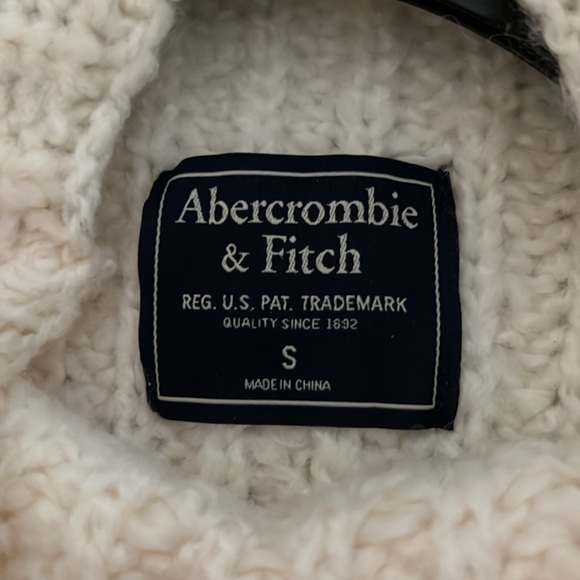 Abercrombie
& Fitch
REG. U.S. PAT. TRADEMARK
QUALITY SINCE 1892
S
MADE IN CHINA